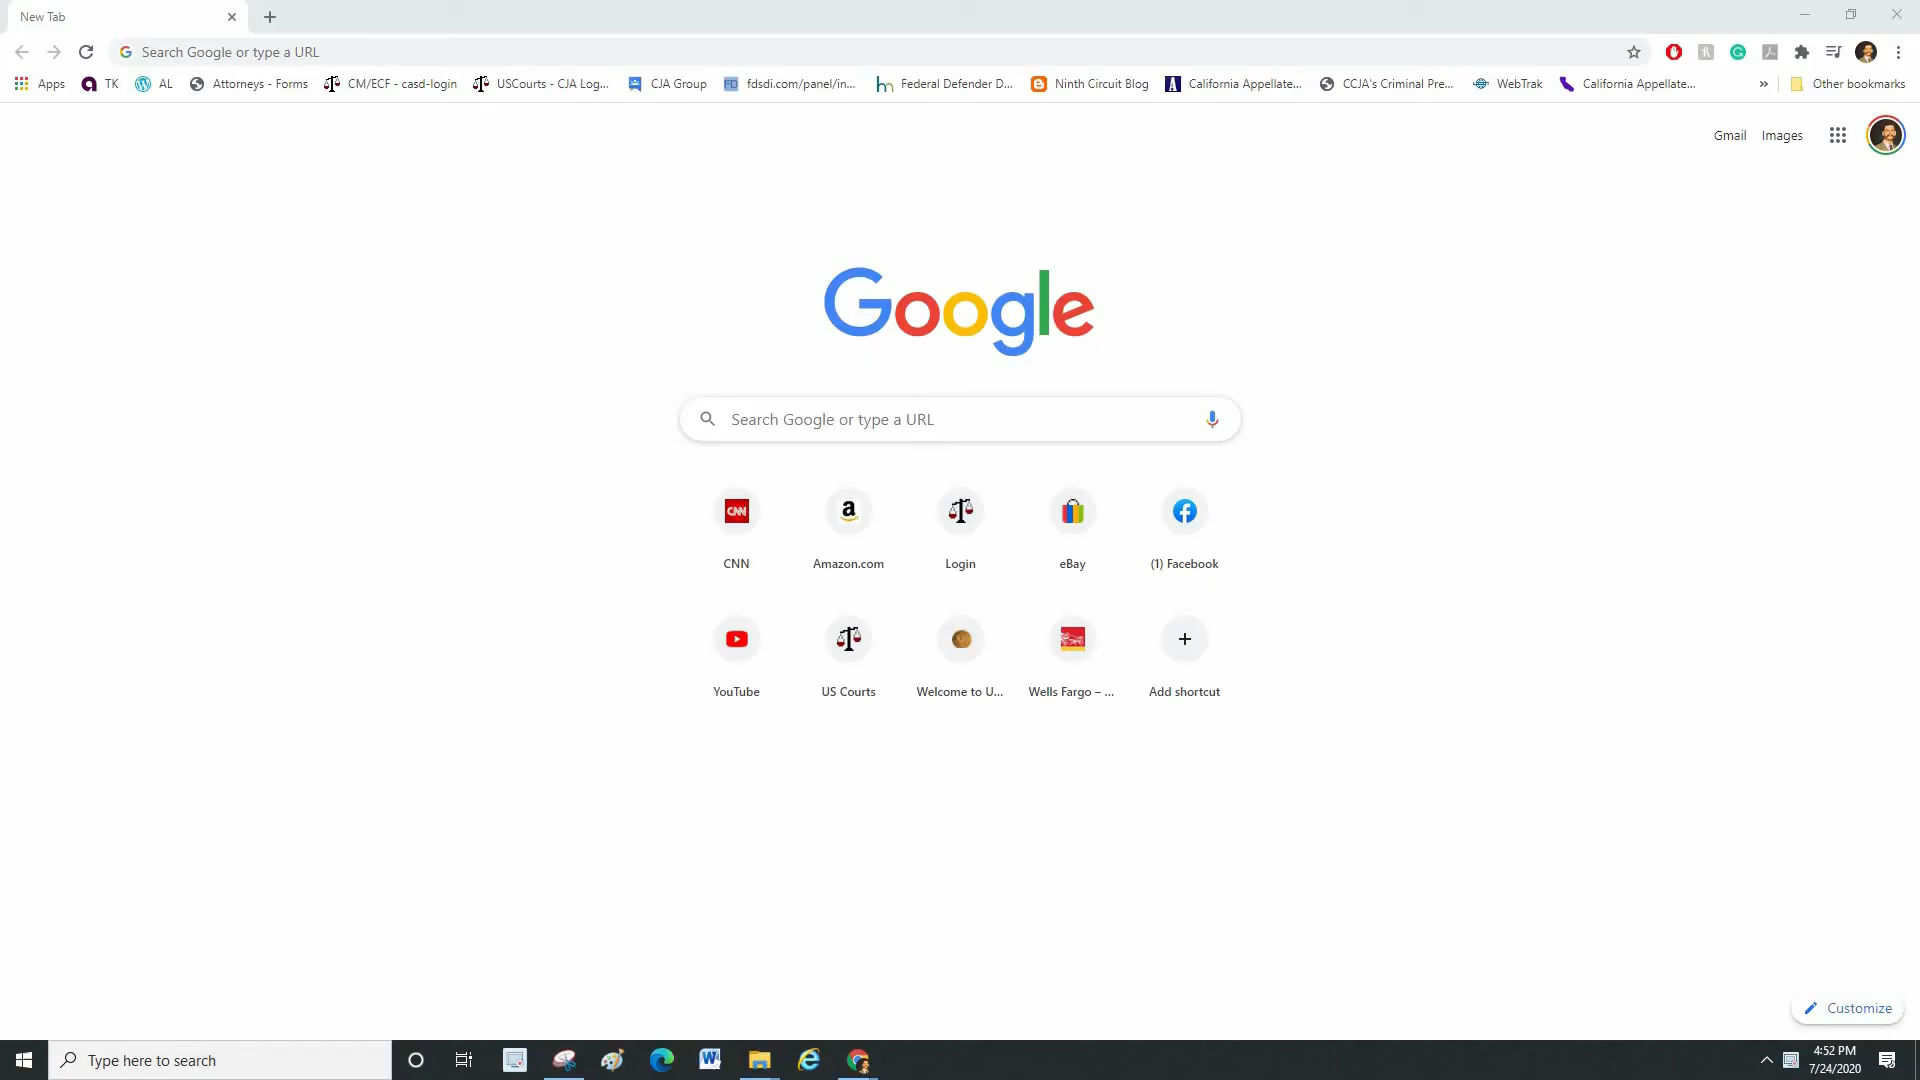 New Tab
Search Google or type a URL
Apps TK AL Attorneys - Forms CM/ECF - casd-login USCourts - CJA Log... CJA Group fdsdi.com/panel/in... Federal Defender D... Ninth Circuit Blog California Appellate... CCJA's Criminal Pre... WebTrak California Appellate... » Other bookmarks
Gmail Images
Google
Search Google or type a URL
CNN Amazon.com Login eBay (1) Facebook
YouTube US Courts Welcome to U... Wells Fargo – ... Add shortcut
Customize
Type here to search
4:52 PM
7/24/2020